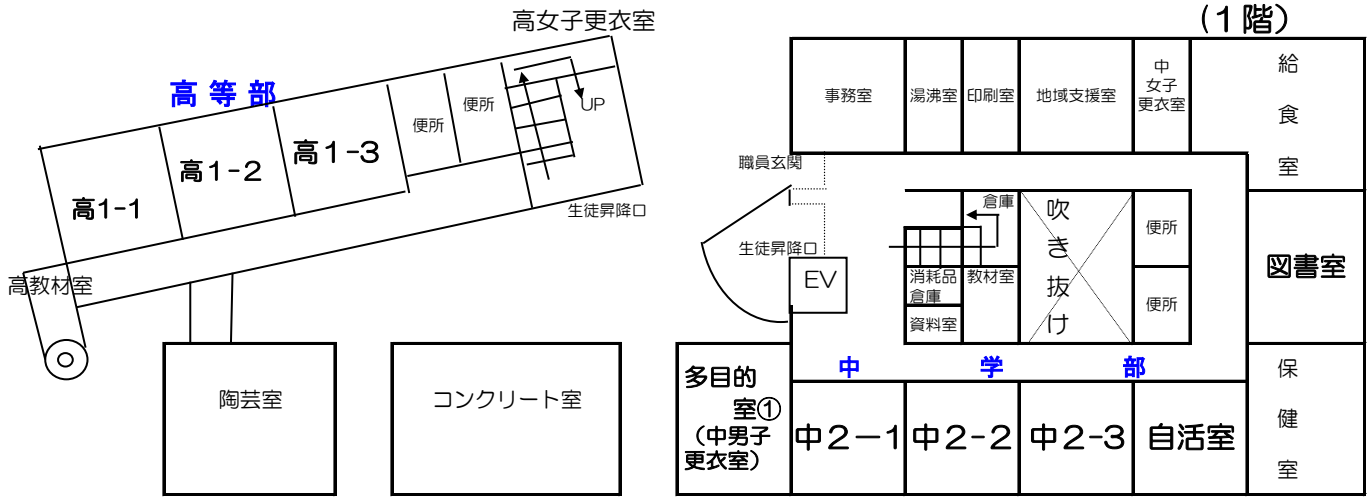 (１階)
高女子更衣室
高 等 部
便所
便所
UP
高１-３
高１-２
高1-1
生徒昇降口
高教材室
陶芸室
コンクリート室
事務室
湯沸室
印刷室
地域支援室
中
女子
更衣室
給
食
室
職員玄関
生徒昇降口
EV
倉庫
消耗品
倉庫
教材室
資料室
吹
き
抜
け
便所
便所
図書室
中 学 部
多目的
室①
（中男子
更衣室）
中２－１
中２-２
中２-３
自活室
保
健
室